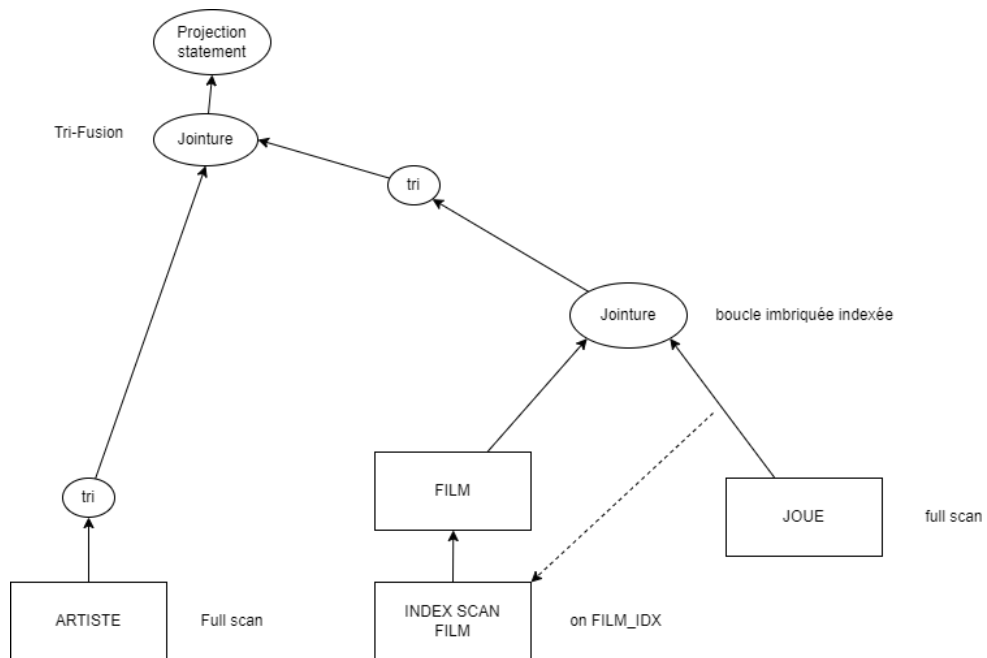 Projection
statement
Tri-Fusion
Jointure
tri
Jointure
boucle imbriquée indexée
FILM
tri
JOUE
full scan
ARTISTE
Full scan
INDEX SCAN
FILM
on FILM_IDX